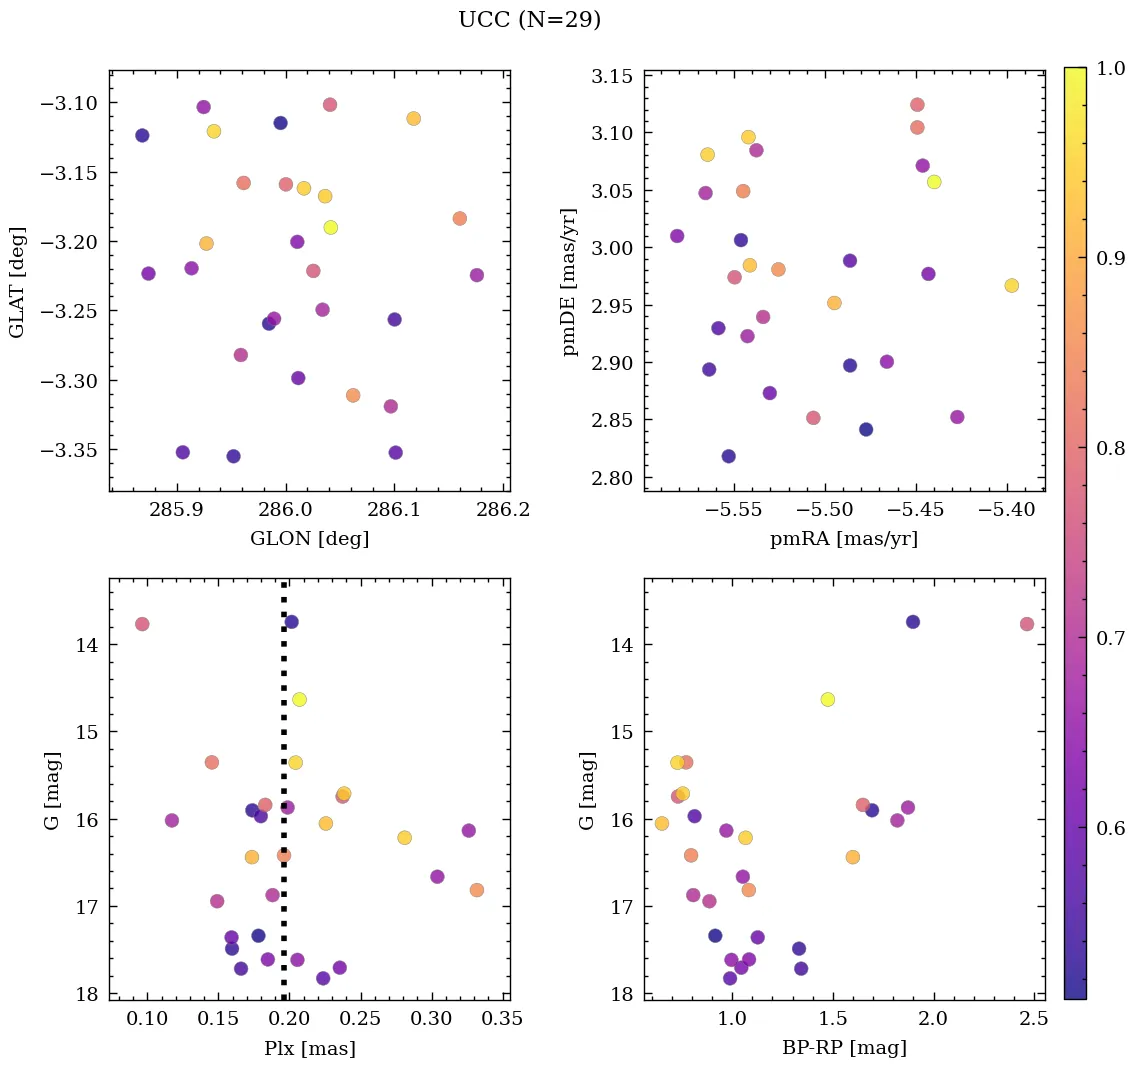 UCC (N=29)
−3.10
−3.15
−3.20
−3.25
−3.30
−3.35
GLAT [deg]
285.9 286.0 286.1 286.2
GLON [deg]
3.15
3.10
3.05
3.00
2.95
2.90
2.85
2.80
pmDE [mas/yr]
−5.55 −5.50 −5.45 −5.40
pmRA [mas/yr]
14
15
16
17
18
G [mag]
0.10 0.15 0.20 0.25 0.30 0.35
Plx [mas]
14
15
16
17
18
G [mag]
1.0 1.5 2.0 2.5
BP-RP [mag]
1.0
0.9
0.8
0.7
0.6